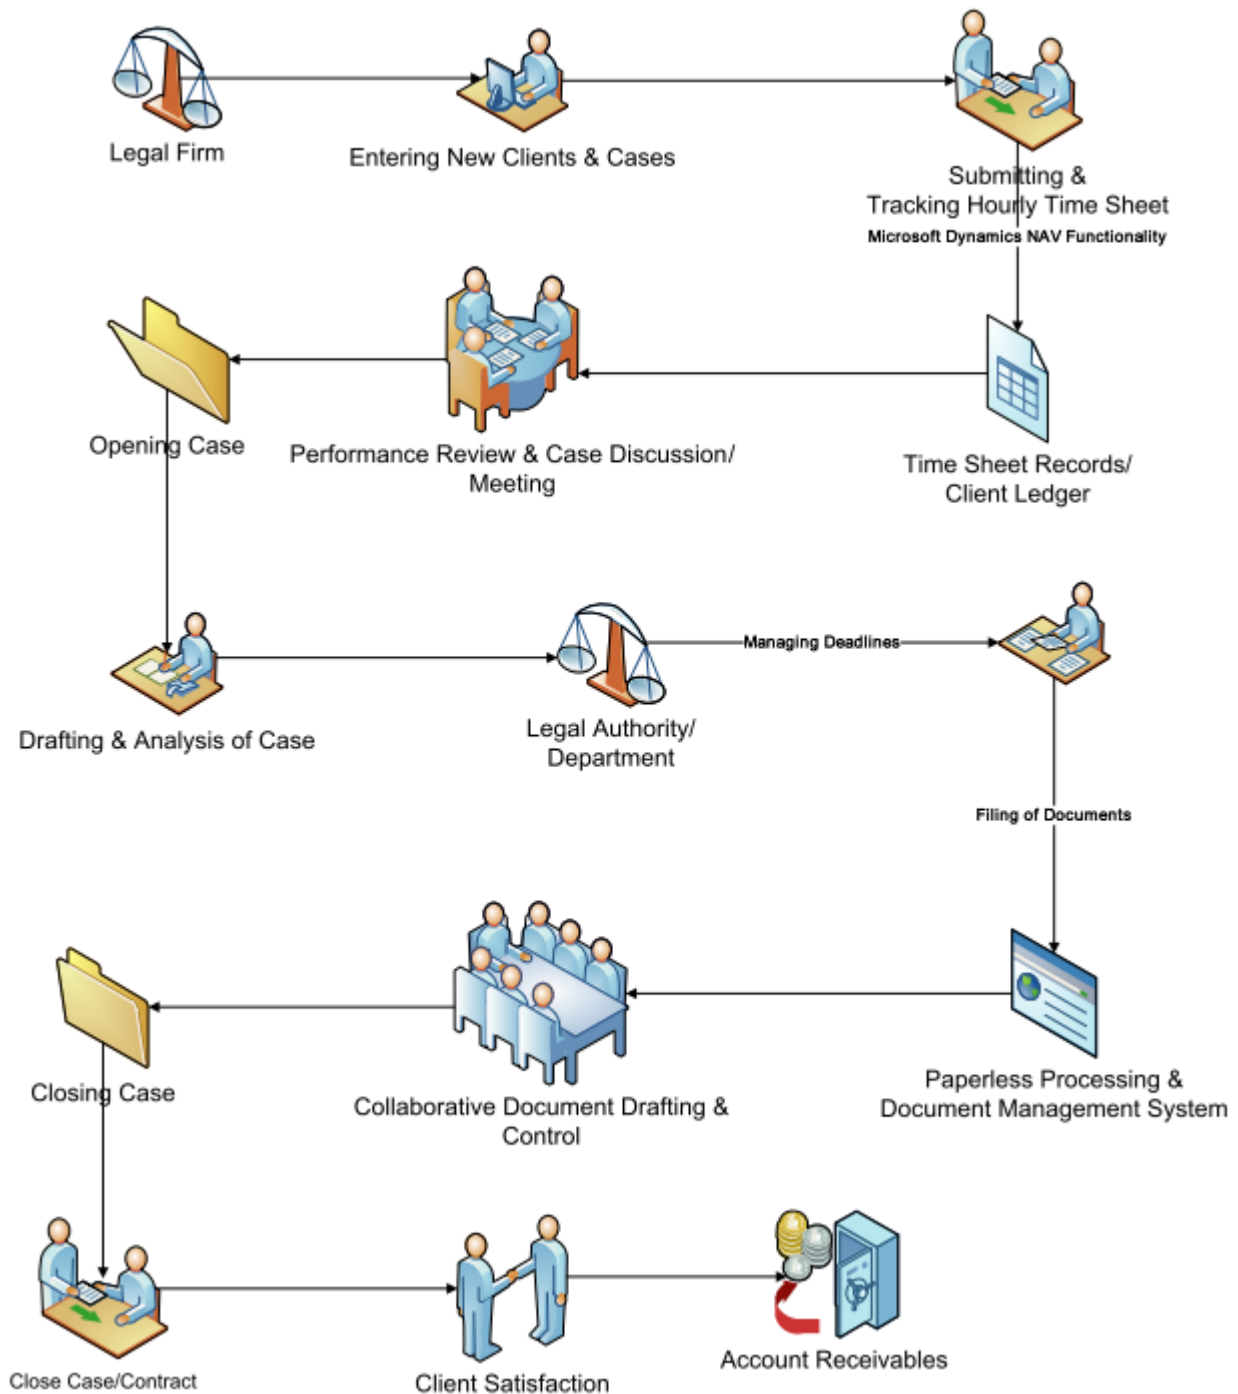 Legal Firm
Entering New Clients & Cases
Submitting &
Tracking Hourly Time Sheet
Microsoft Dynamics NAV Functionality
Opening Case
Performance Review & Case Discussion/
Meeting
Time Sheet Records/
Client Ledger
Drafting & Analysis of Case
Legal Authority/
Department
Managing Deadlines
Filing of Documents
Closing Case
Collaborative Document Drafting &
Control
Paperless Processing &
Document Management System
Close Case/Contract
Client Satisfaction
Account Receivables